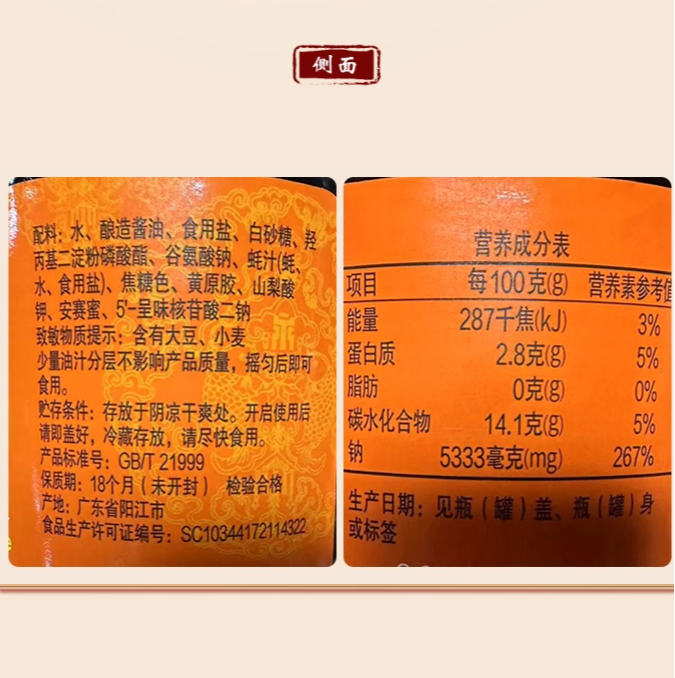 侧面
配料：水、酿造酱油、食用盐、白砂糖、羟
丙基二淀粉磷酸酯、谷氨酸钠、蚝汁(蚝、
水、食用盐)、焦糖色、黄原胶、山梨酸
钾、安赛蜜、5'-呈味核苷酸二钠
致敏物质提示：含有大豆、小麦
少量油汁分层不影响产品质量，摇匀后即可
食用。
贮存条件：存放于阴凉干爽处。开启使用后
请即盖好，冷藏存放，请尽快食用。
产品标准号：GB/T 21999
保质期：18个月（未开封） 检验合格
产地：广东省阳江市
食品生产许可证编号：SC10344172114322
营养成分表
项目 每100克(g) 营养素参考值
能量 287千焦(kJ) 3%
蛋白质 2.8克(g) 5%
脂肪 0克(g) 0%
碳水化合物 14.1克(g) 5%
钠 5333毫克(mg) 267%
生产日期：见瓶（罐）盖、瓶（罐）身
或标签